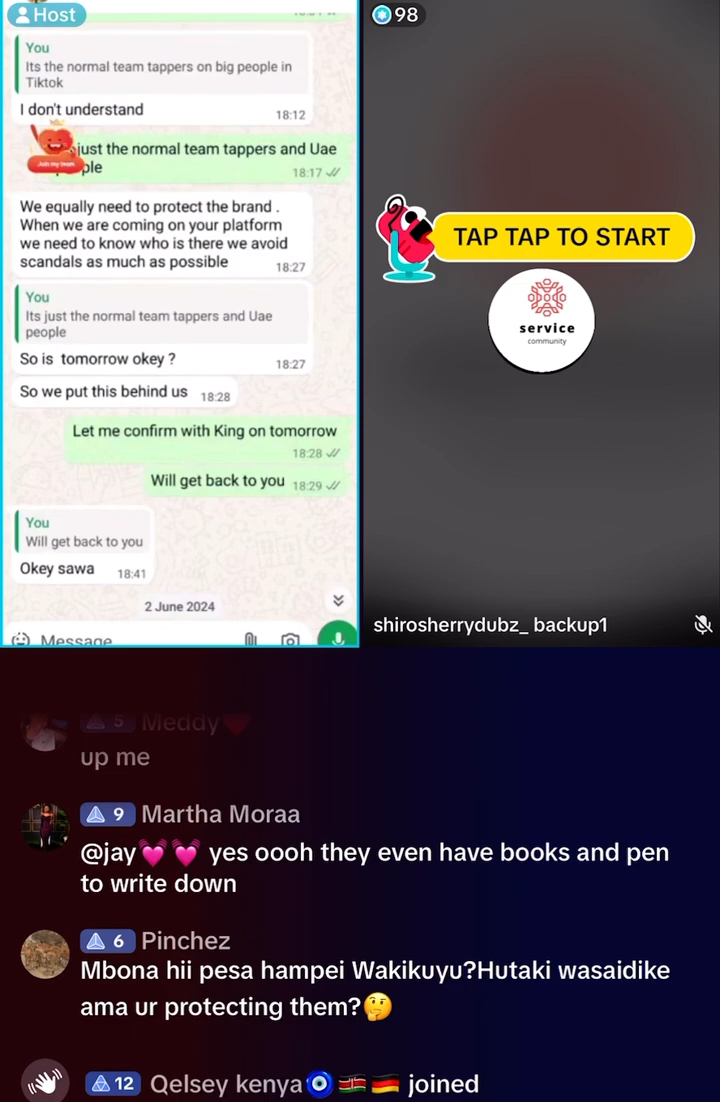 Host
You
Its the normal team tappers on big people in
Tiktok
I don't understand
18:12
just the normal team tappers and Uae
ple
18:17
Join my team
We equally need to protect the brand .
When we are coming on your platform
we need to know who is there we avoid
scandals as much as possible
18:27
You
Its just the normal team tappers and Uae
people
So is tomorrow okey ?
18:27
So we put this behind us
18:28
Let me confirm with King on tomorrow
18:28
Will get back to you
18:29
You
Will get back to you
Okey sawa
18:41
2 June 2024
Message
98
TAP TAP TO START
service
community
shirosherrydubz_ backup1
5 Meddy❤️
up me
9 Martha Moraa
@jay💓💓 yes oooh they even have books and pen
to write down
6 Pinchez
Mbona hii pesa hampei Wakikuyu?Hutaki wasaidike
ama ur protecting them?🤔
12 Qelsey kenya🧿🇰🇪🇩🇪 joined